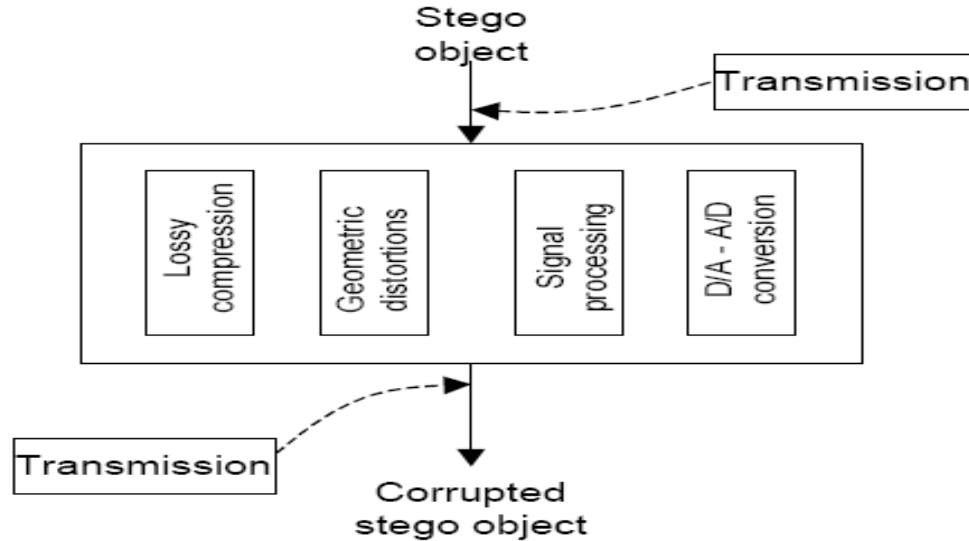 Stego
object
Transmission
Lossy
compression
Geometric
distortions
Signal
processing
D/A - A/D
conversion
Transmission
Corrupted
stego object